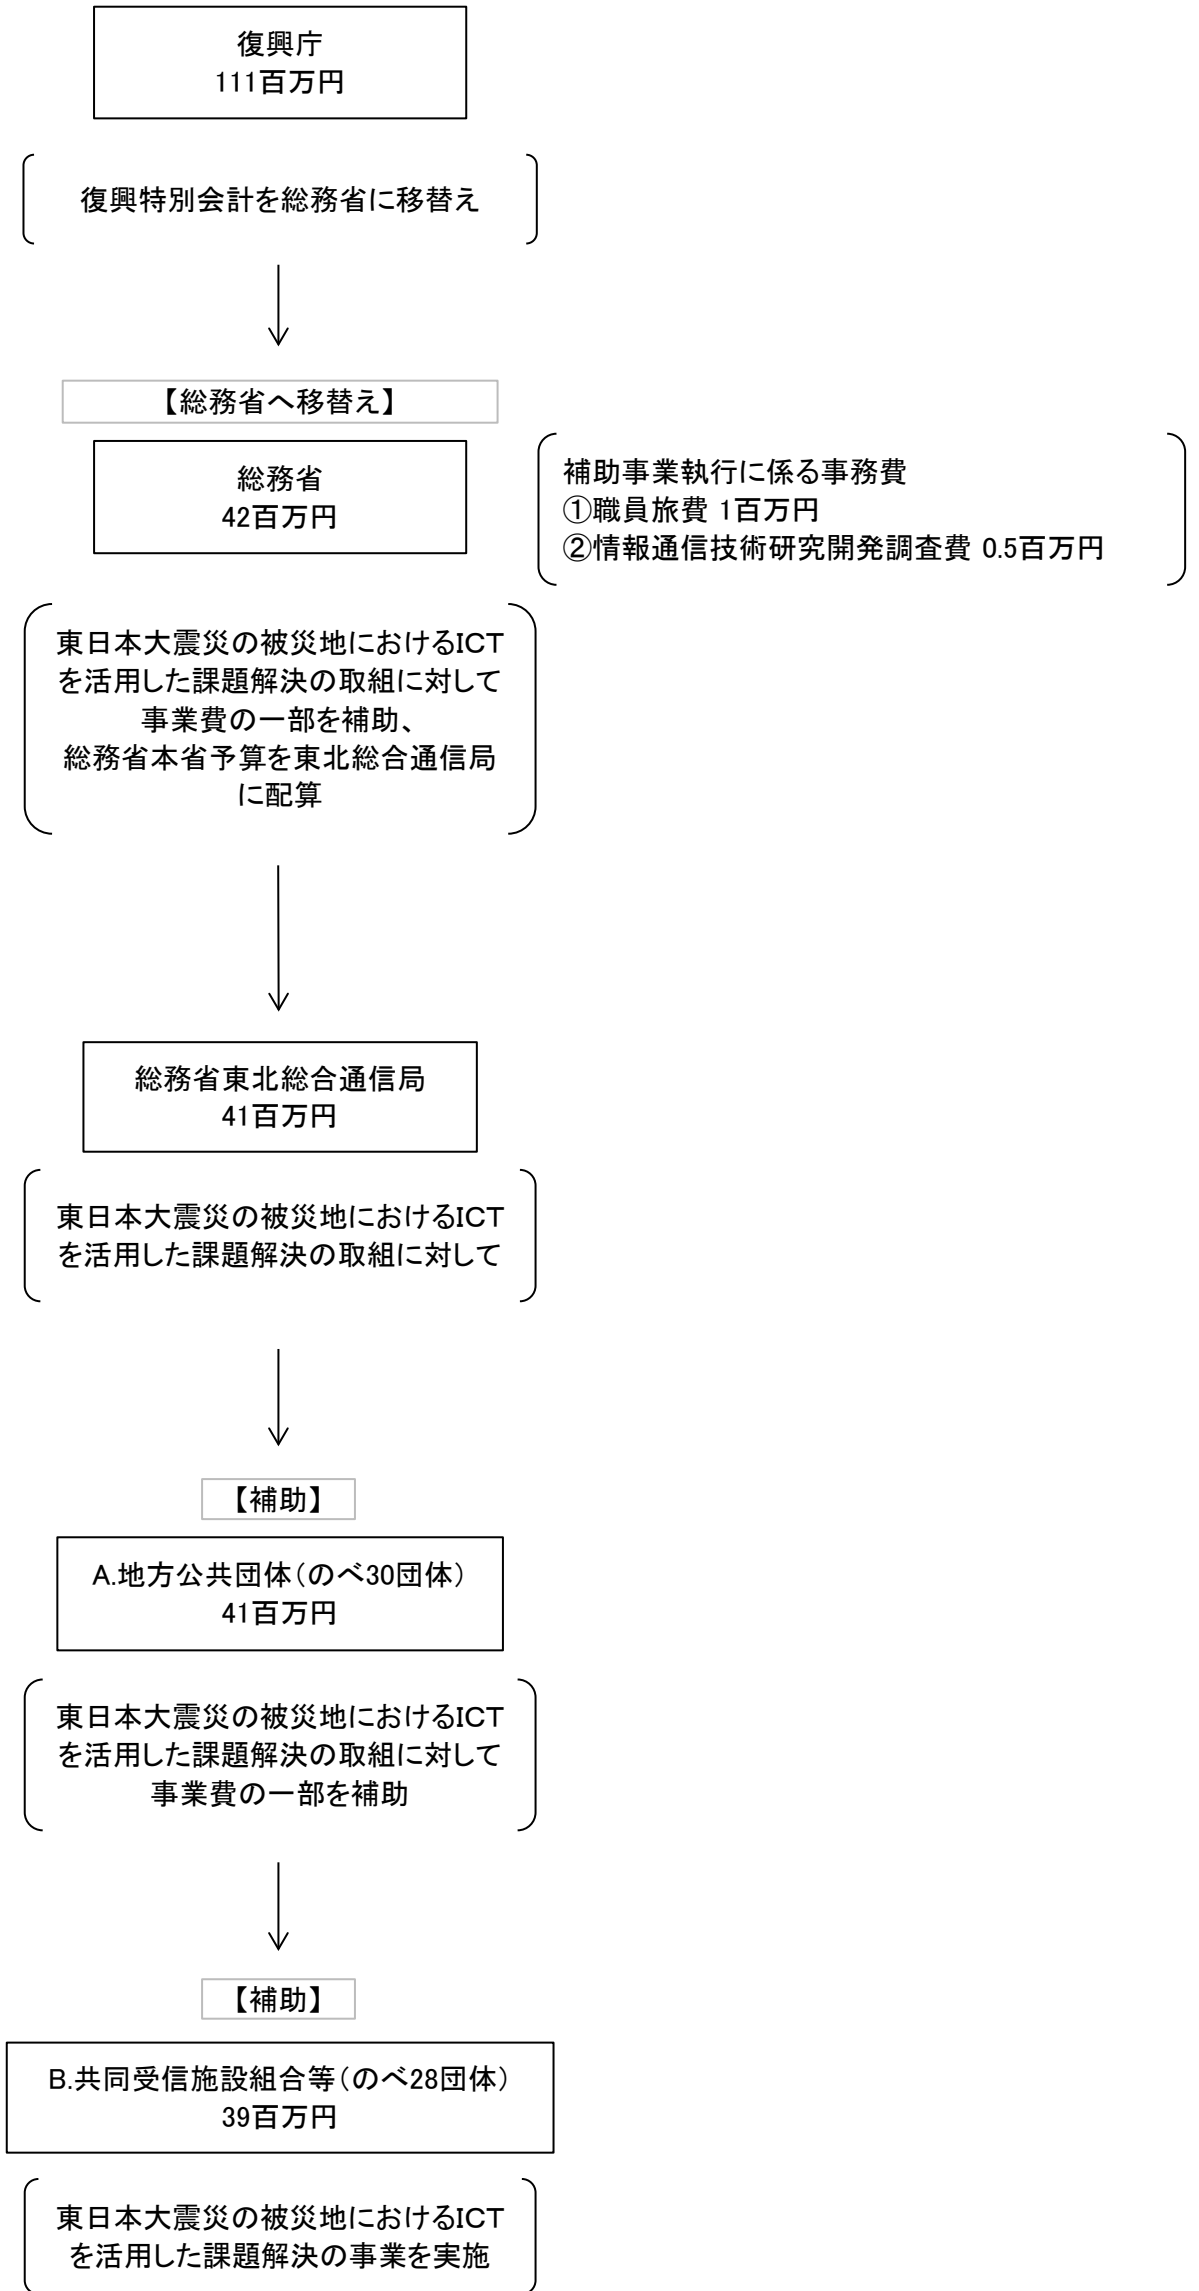 復興庁
111百万円
復興特別会計を総務省に移替え
【総務省へ移替え】
総務省
42百万円
補助事業執行に係る事務費
①職員旅費 1百万円
②情報通信技術研究開発調査費 0.5百万円
東日本大震災の被災地におけるICT
を活用した課題解決の取組に対して
事業費の一部を補助、
総務省本省予算を東北総合通信局
に配算
総務省東北総合通信局
41百万円
東日本大震災の被災地におけるICT
を活用した課題解決の取組に対して
【補助】
A.地方公共団体（のべ30団体）
41百万円
東日本大震災の被災地におけるICT
を活用した課題解決の取組に対して
事業費の一部を補助
【補助】
B.共同受信施設組合等（のべ28団体）
39百万円
東日本大震災の被災地におけるICT
を活用した課題解決の事業を実施